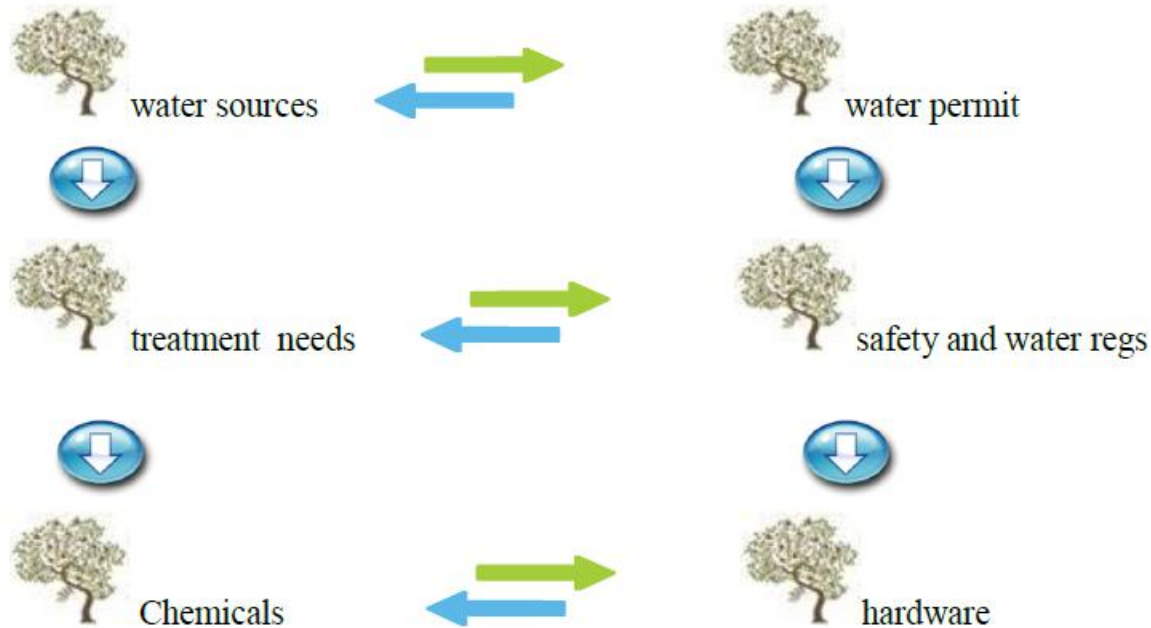 water sources
water permit
treatment needs
safety and water regs
Chemicals
hardware